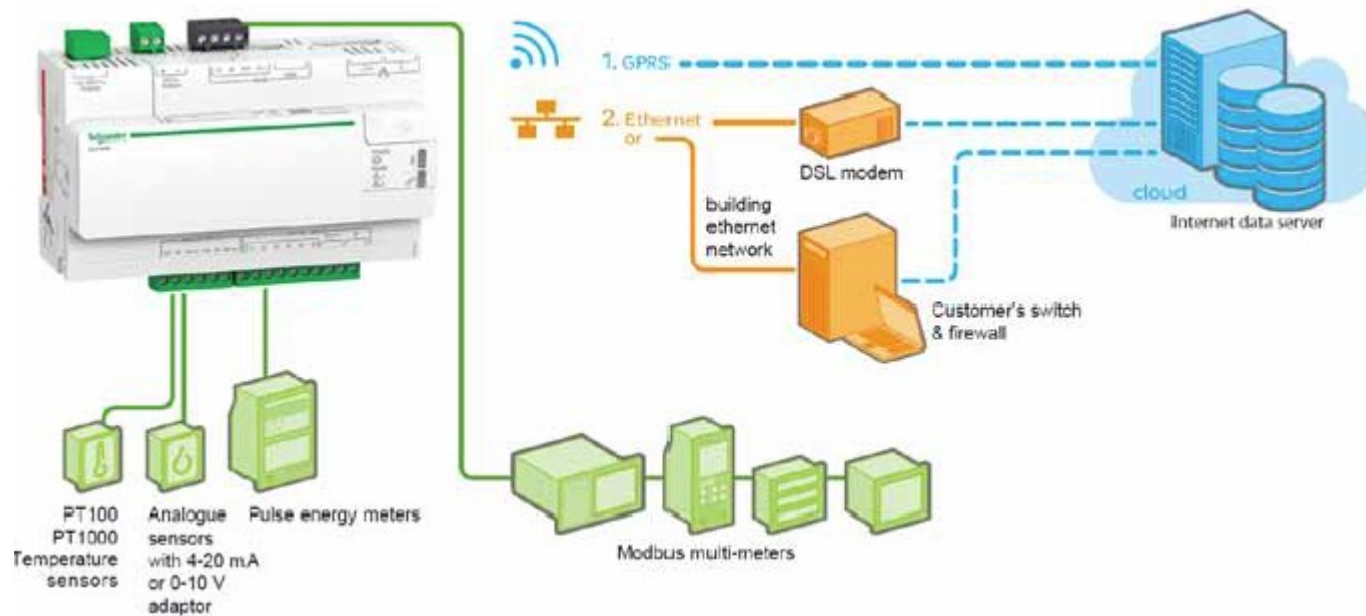 Schneider
1. GPRS
2. Ethernet
or
DSL modem
building
ethernet
network
cloud
Internet data server
Customer's switch
& firewall
PT100
PT1000
Temperature
sensors
Analogue
sensors
with 4-20 mA
or 0-10 V
adaptor
Pulse energy meters
Modbus multi-meters